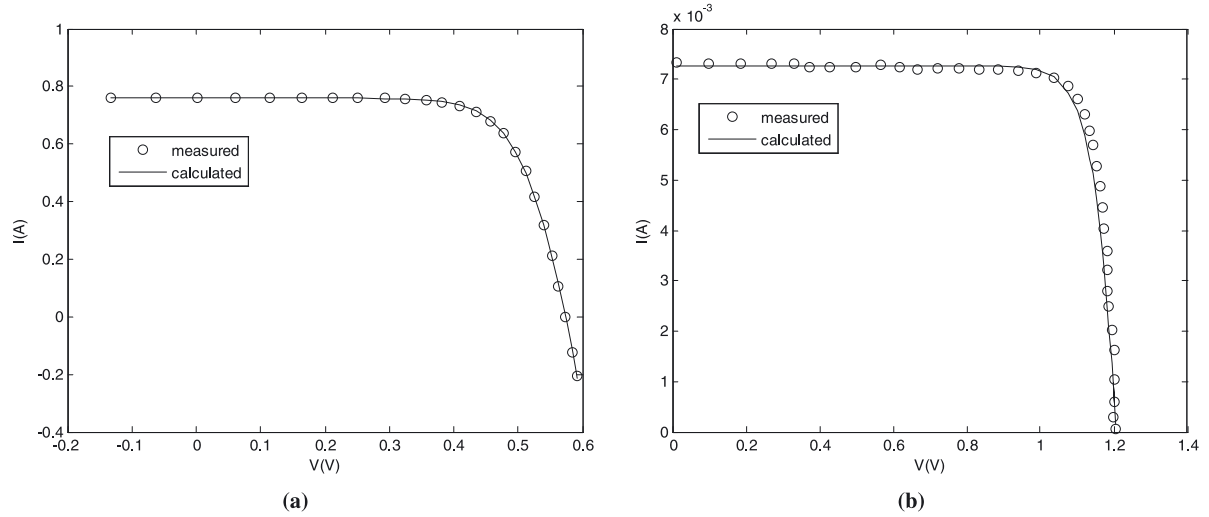 1
0.8
0.6
0.4
0.2
0
-0.2
-0.4
I(A)
measured
calculated
-0.2 -0.1 0 0.1 0.2 0.3 0.4 0.5 0.6
V(V)
(a)
x 10⁻³
8
7
6
5
4
3
2
1
0
I(A)
measured
calculated
0 0.2 0.4 0.6 0.8 1 1.2 1.4
V(V)
(b)